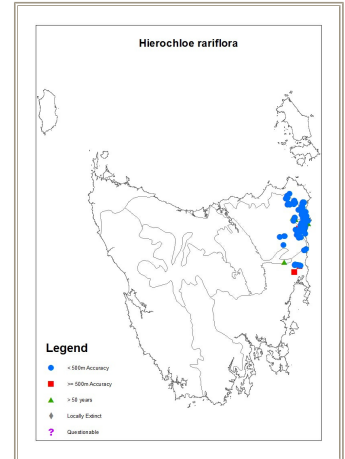 Hierochloe rariflora
Legend
< 500m Accuracy
>= 500m Accuracy
> 50 years
Locally Extinct
? Questionable